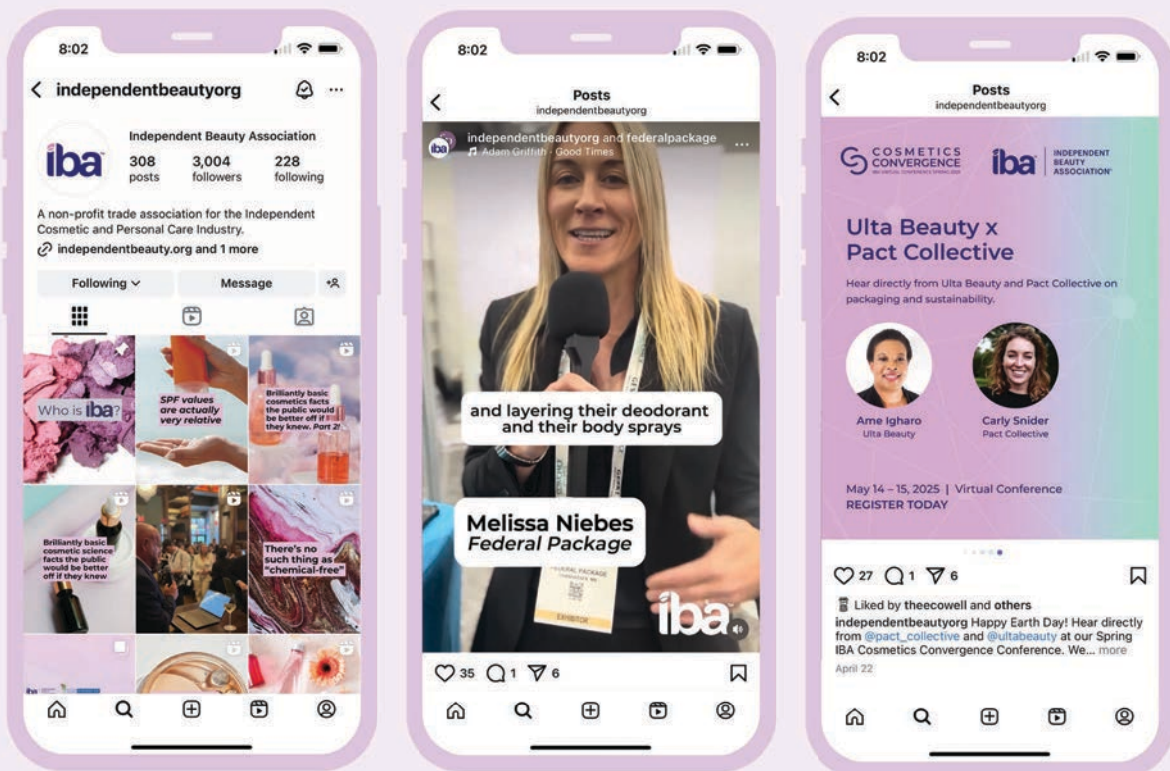 8:02
independentbeautyorg
iba
Independent Beauty Association
308 3,004 228
posts followers following
A non-profit trade association for the Independent
Cosmetic and Personal Care Industry.
independentbeauty.org and 1 more
Following Message
Who is iba?
SPF values
are actually
very relative
Brilliantly basic
cosmetics facts
the public would
be better off if
they knew. Part 2!
Brilliantly basic
cosmetic science
facts the public
would be better
off if they knew
There's no
such thing as
"chemical-free"
iba
8:02
Posts
independentbeautyorg
iba
independentbeautyorg and federalpackage
Adam Griffith · Good Times
and layering their deodorant
and their body sprays
Melissa Niebes
Federal Package
FEDERAL PACKAGE
EXHIBITOR
iba
35 1 6
8:02
Posts
independentbeautyorg
COSMETICS
CONVERGENCE
IBA VIRTUAL CONFERENCE SPRING 2025
iba
INDEPENDENT
BEAUTY
ASSOCIATION
Ulta Beauty x
Pact Collective
Hear directly from Ulta Beauty and Pact Collective on
packaging and sustainability.
Ame Igharo
Ulta Beauty
Carly Snider
Pact Collective
May 14 – 15, 2025 | Virtual Conference
REGISTER TODAY
27 1 6
Liked by theecowell and others
independentbeautyorg Happy Earth Day! Hear directly
from @pact_collective and @ultabeauty at our Spring
IBA Cosmetics Convergence Conference. We... more
April 22